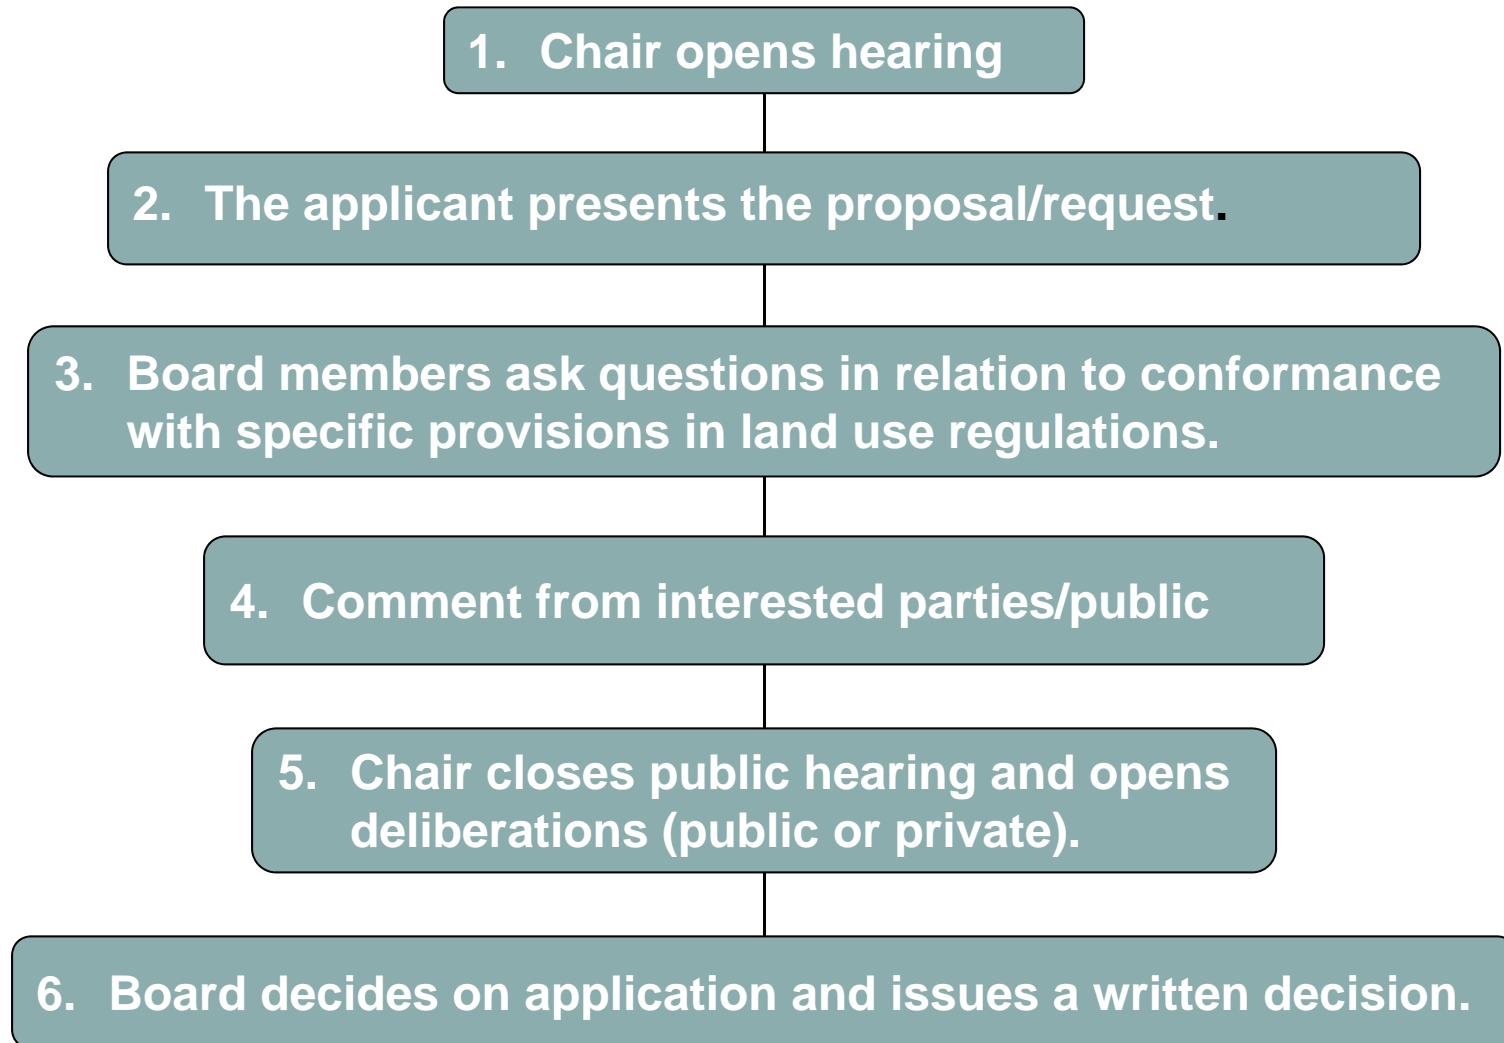 1. Chair opens hearing
2. The applicant presents the proposal/request.
3. Board members ask questions in relation to conformance
with specific provisions in land use regulations.
4. Comment from interested parties/public
5. Chair closes public hearing and opens
deliberations (public or private).
6. Board decides on application and issues a written decision.